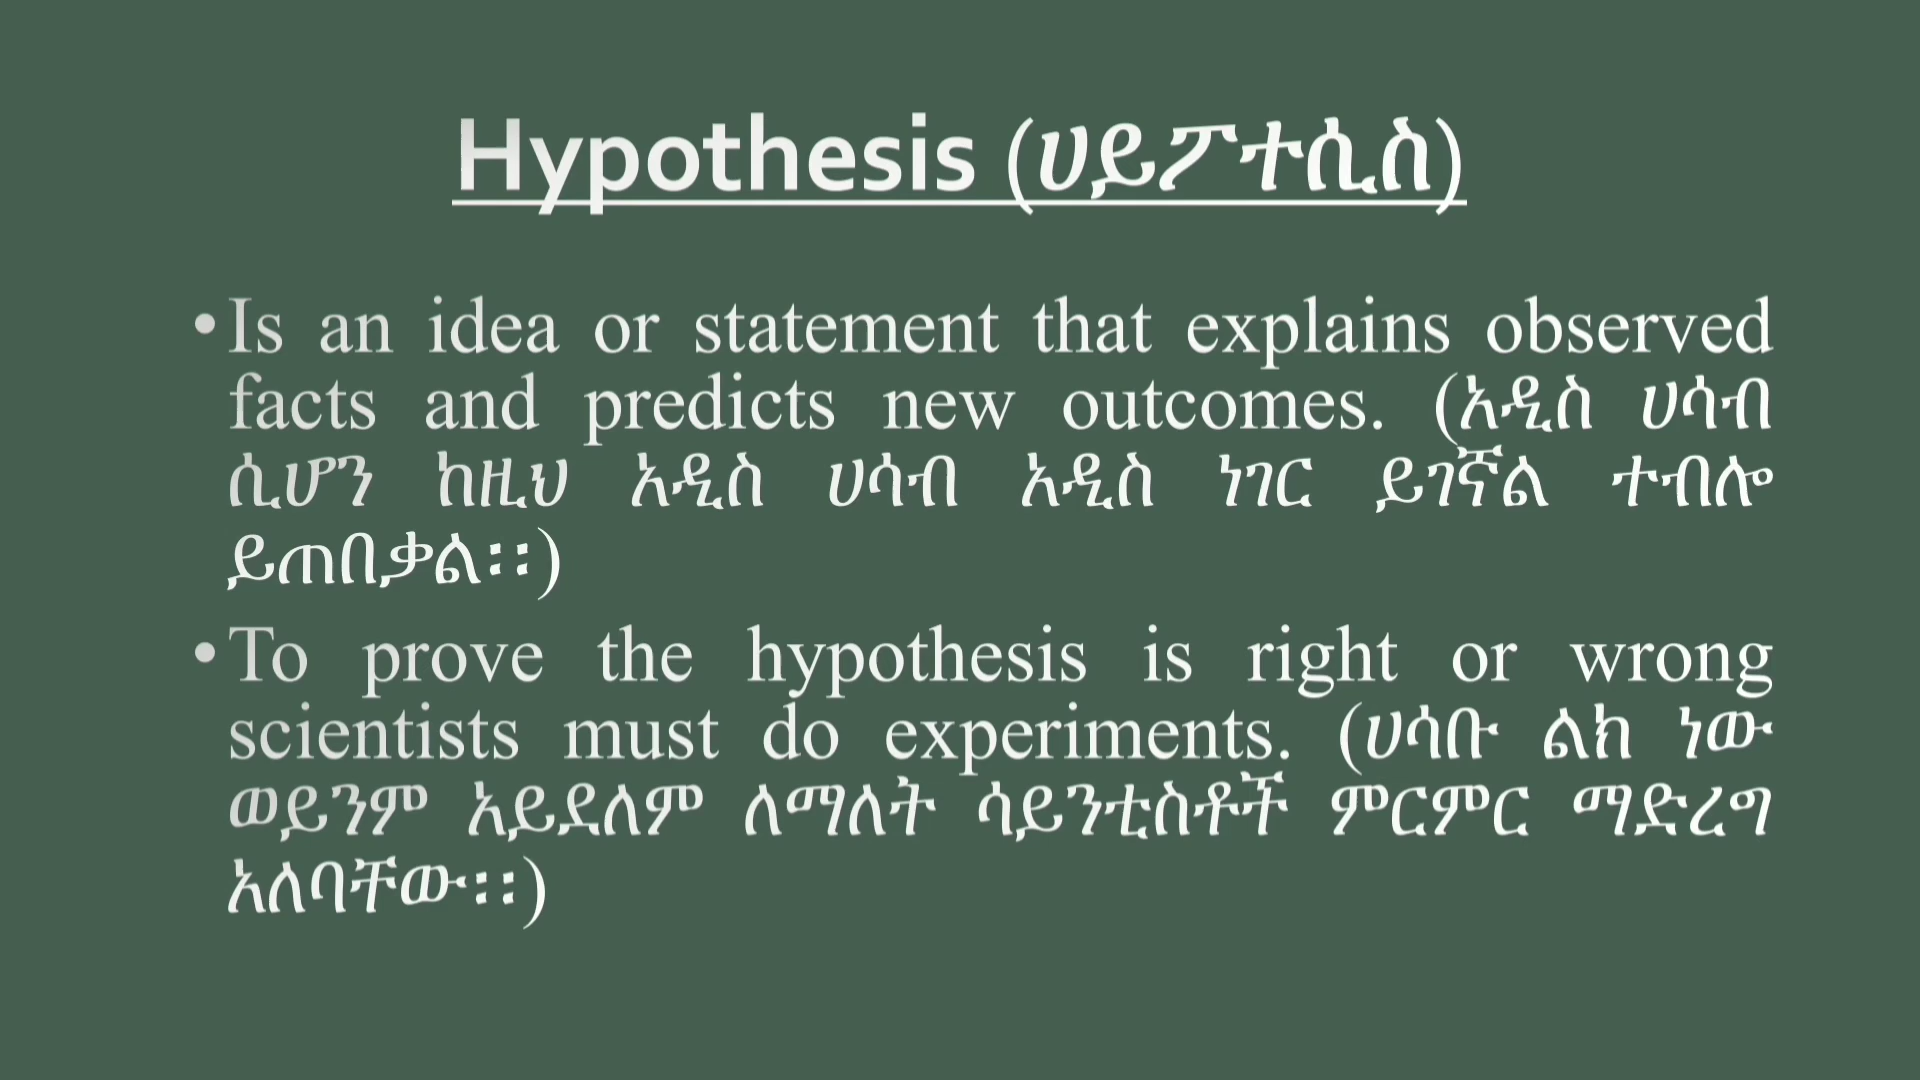 Hypothesis (ሀይፖተሲስ)
•Is an idea or statement that explains observed
facts and predicts new outcomes. (አዲስ ሀሳብ
ሲሆን ከዚህ አዲስ ሀሳብ አዲስ ነገር ይገኛል ተብሎ
ይጠበቃል፡፡)
•To prove the hypothesis is right or wrong
scientists must do experiments. (ሀሳቡ ልክ ነው
ወይንም አይደለም ለማለት ሳይንቲስቶች ምርምር ማድረግ
አለባቸው፡፡)